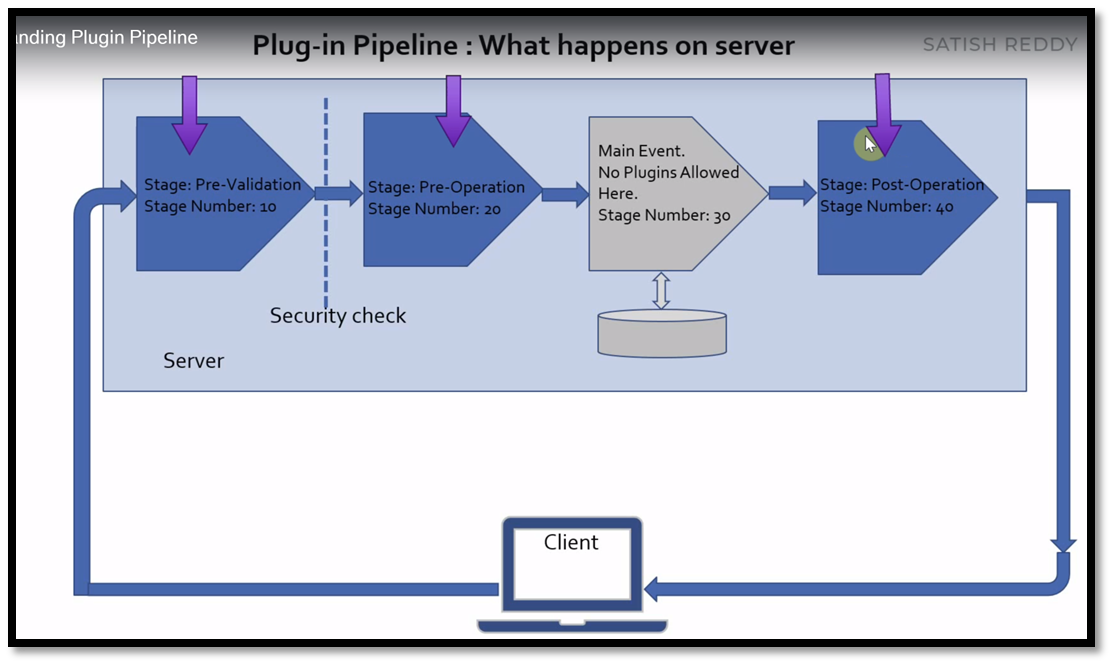 anding Plugin Pipeline
Plug-in Pipeline : What happens on server
SATISH REDDY
Stage: Pre-Validation
Stage Number: 10
Stage: Pre-Operation
Stage Number: 20
Main Event.
No Plugins Allowed
Here.
Stage Number: 30
Stage: Post-Operation
Stage Number: 40
Security check
Server
Client